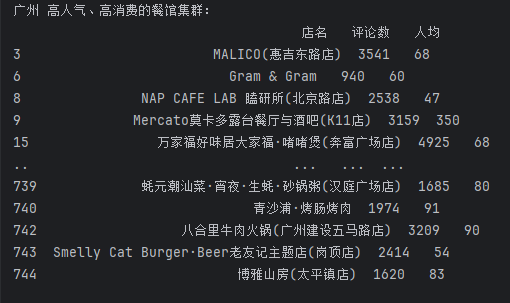 广州 高人气、高消费的餐馆集群:
店名 评论数 人均
3 MALICO(惠吉东路店) 3541 68
6 Gram & Gram 940 60
8 NAP CAFE LAB 瞌研所(北京路店) 2538 47
9 Mercato莫卡多露台餐厅与酒吧(K11店) 3159 350
15 万家福好味居大家福·啫啫煲(奔富广场店) 4925 68
.. ... ... ...
739 蚝元潮汕菜·宵夜·生蚝·砂锅粥(汉庭广场店) 1685 80
740 青沙浦·烤肠烤肉 1974 91
742 八合里牛肉火锅(广州建设五马路店) 3209 90
743 Smelly Cat Burger·Beer老友记主题店(岗顶店) 2414 54
744 博雅山房(太平镇店) 1620 83